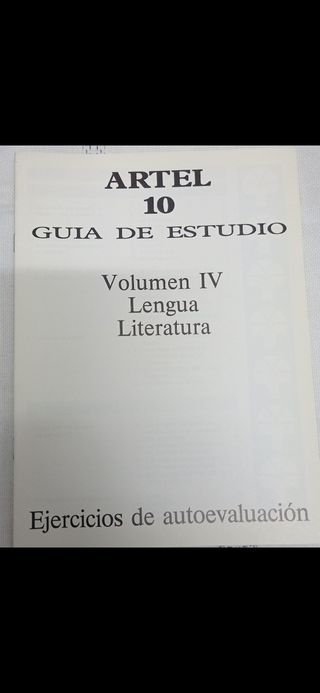 ARTEL
10
GUIA DE ESTUDIO
Volumen IV
Lengua
Literatura
Ejercicios de autoevaluación